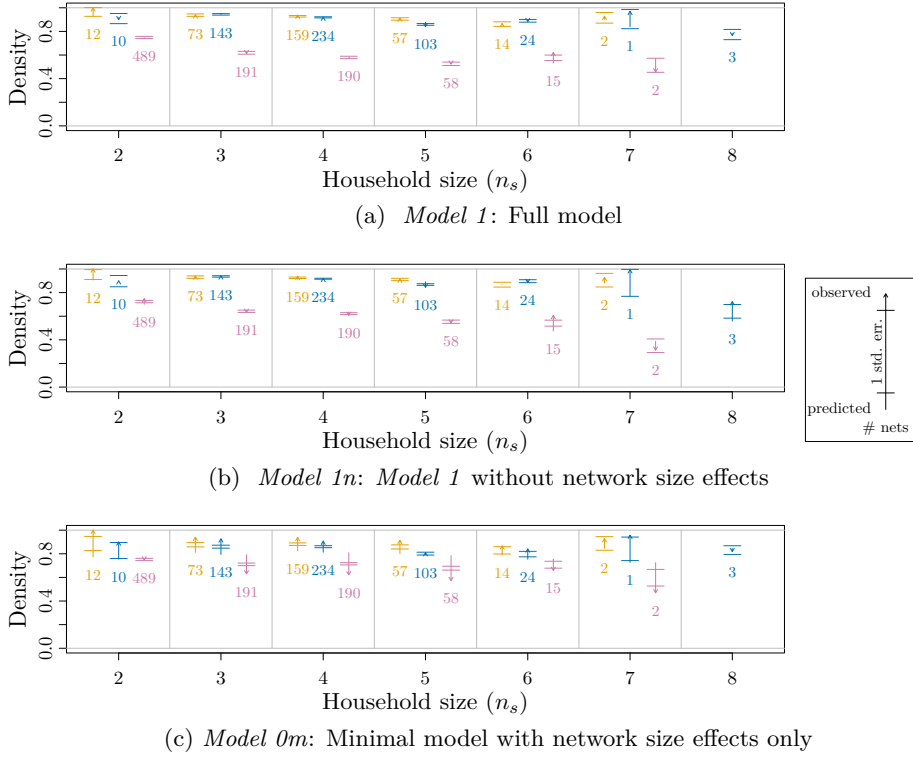 Density
0.0 0.4 0.8
12 10 489 73 143 191 159 234 190 57 103 58 14 24 15 2 1 2 3
2 3 4 5 6 7 8
Household size (ns)
(a) Model 1: Full model
Density
0.0 0.4 0.8
12 10 489 73 143 191 159 234 190 57 103 58 14 24 15 2 1 2 3
2 3 4 5 6 7 8
Household size (ns)
(b) Model 1n: Model 1 without network size effects
observed
1 std. err.
predicted
# nets
Density
0.0 0.4 0.8
12 10 489 73 143 191 159 234 190 57 103 58 14 24 15 2 1 2 3
2 3 4 5 6 7 8
Household size (ns)
(c) Model 0m: Minimal model with network size effects only